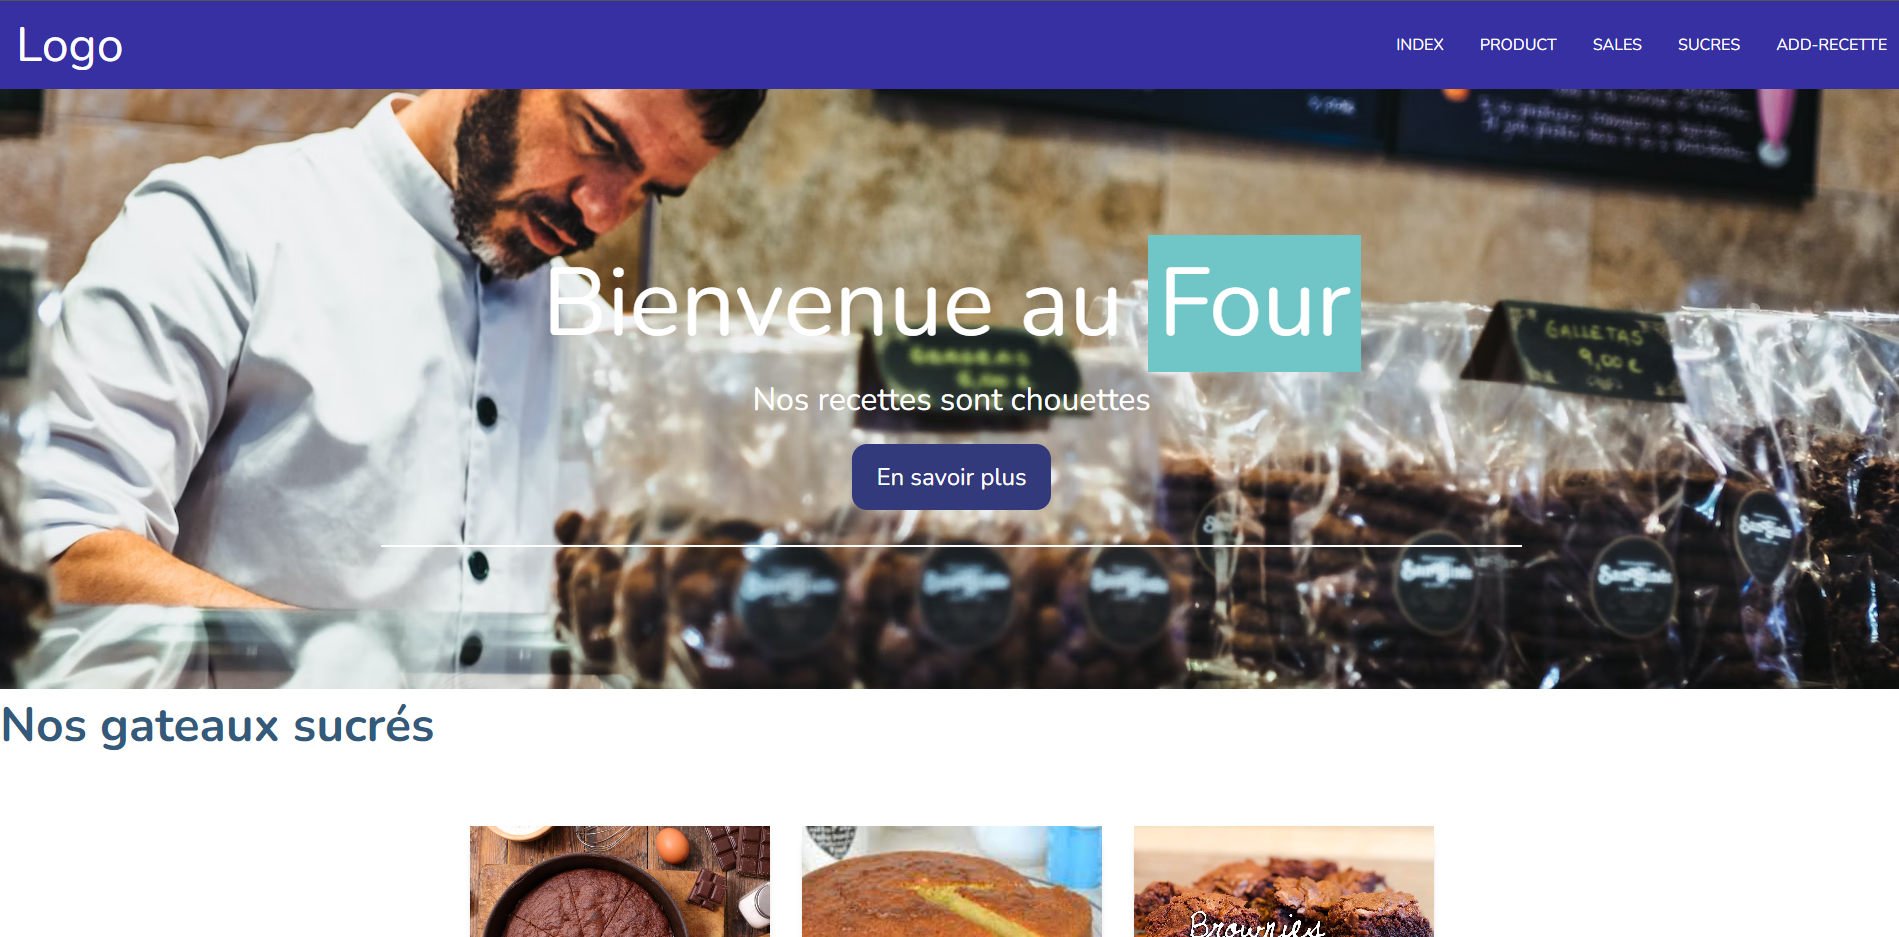 Logo
INDEX PRODUCT SALES SUCRES ADD-RECETTE
Bienvenue au Four
GALLETAS
9,00 €
Nos recettes sont chouettes
En savoir plus
Nos gateaux sucrés
Brownies